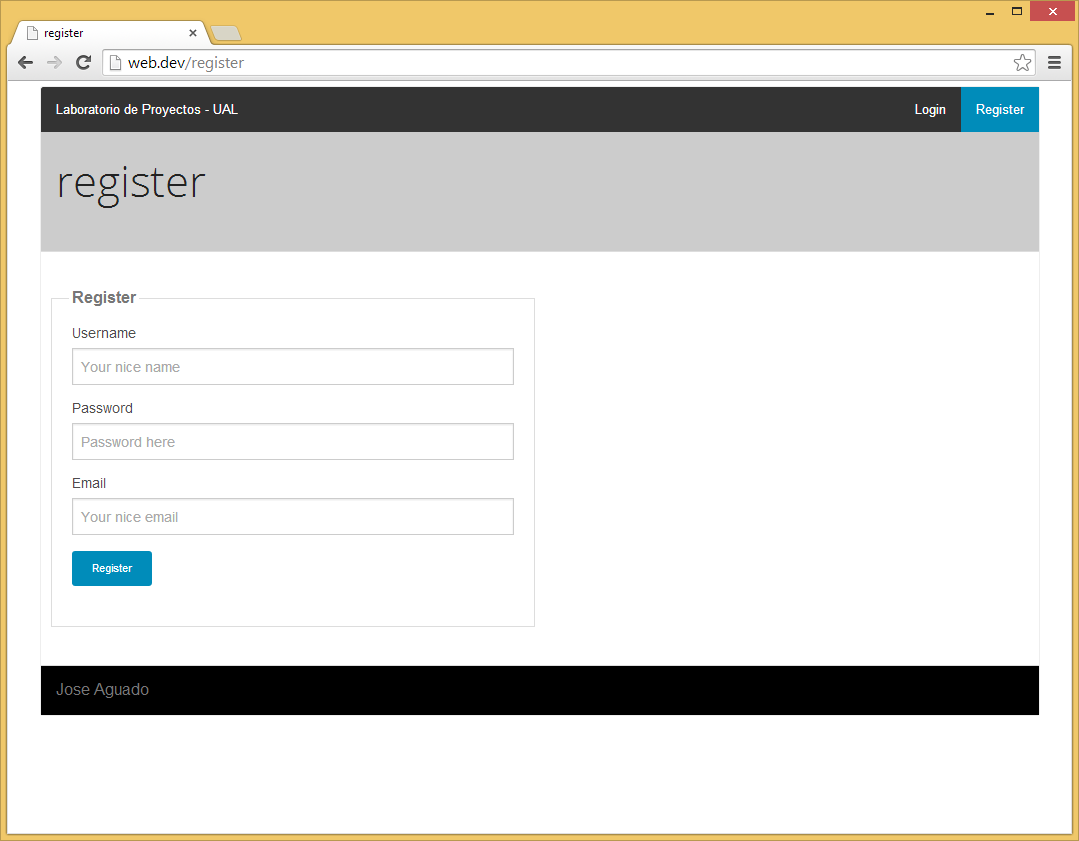 register
web.dev/register
Laboratorio de Proyectos - UAL Login Register
register
Register
Username
Your nice name
Password
Password here
Email
Your nice email
Register
Jose Aguado